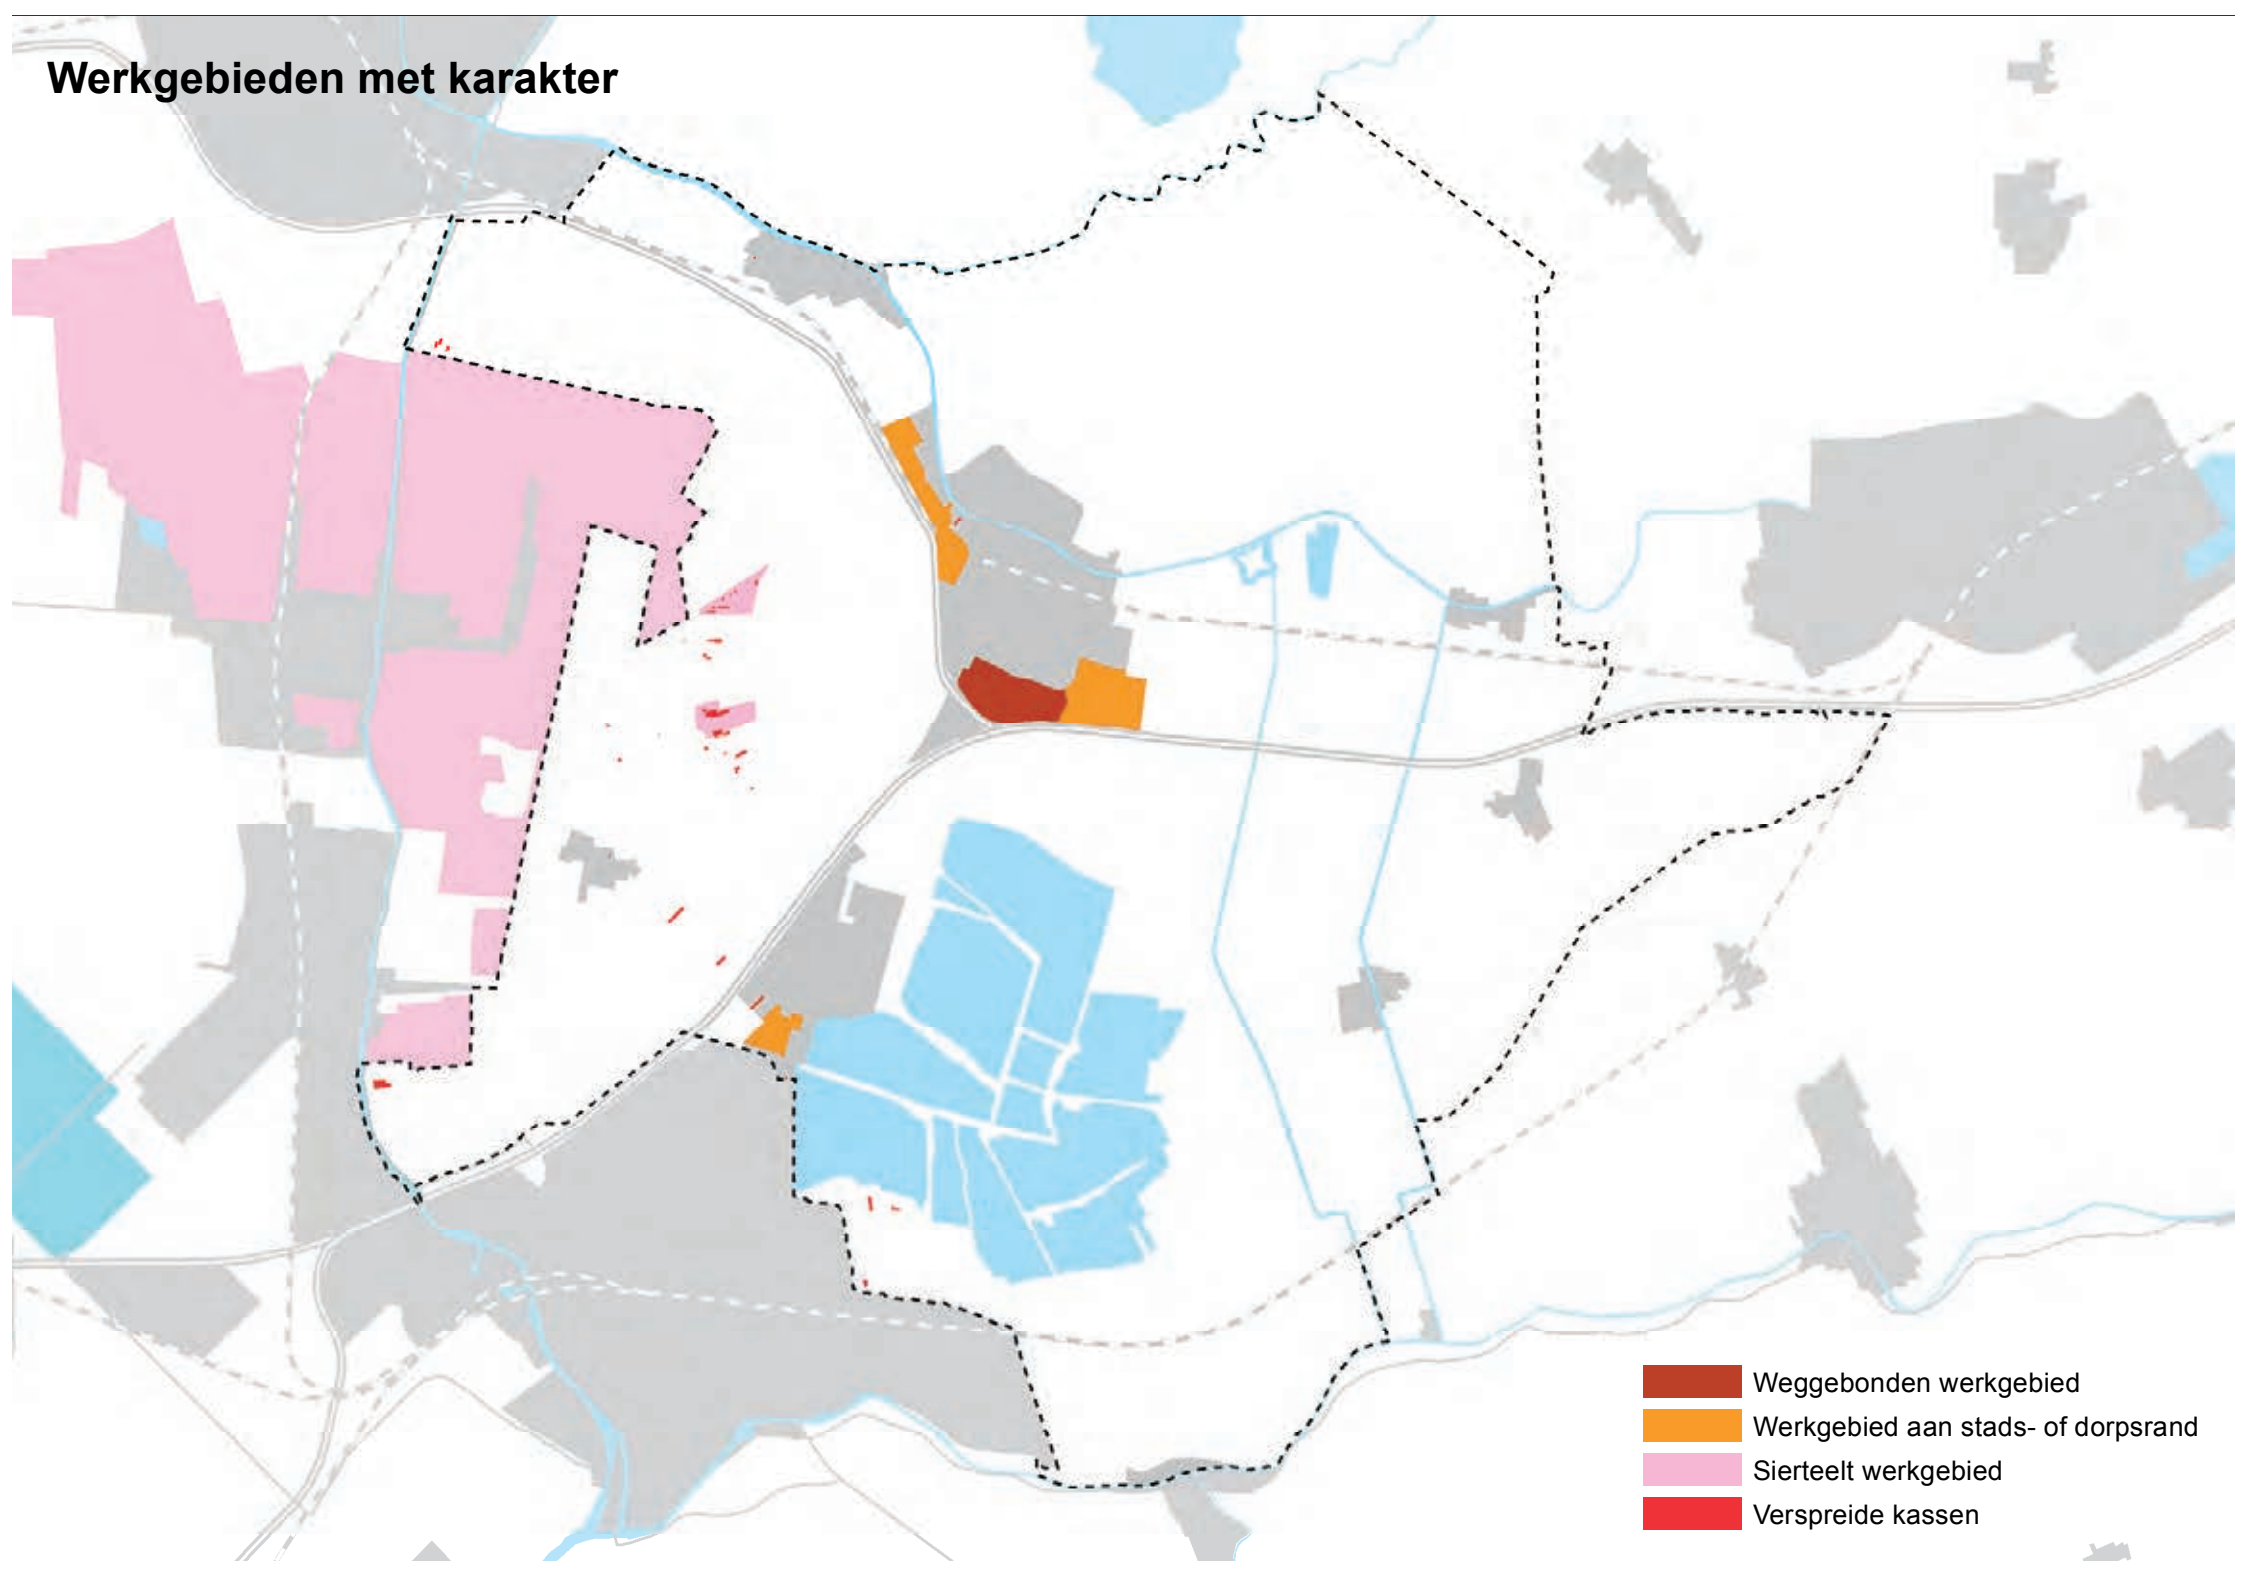 Werkgebieden met karakter
Weggebonden werkgebied
Werkgebied aan stads- of dorpsrand
Sierteelt werkgebied
Verspreide kassen